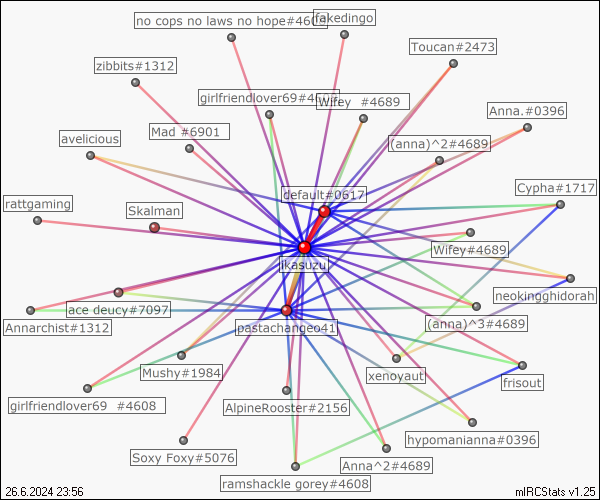 no cops no laws no hope#4604
fakedingo
Toucan#2473
zibbits#1312
girlfriendlover69#4
Wifey  #4689
Anna.#0396
avelicious
Mad #6901
(anna)^2#4689
default#0617
Cypha#1717
rattgaming
Skalman
Wifey#4689
ikasuzu
neokingghidorah
ace deucy#7097
Annarchist#1312
pastachangeo41
(anna)^3#4689
Mushy#1984
xenoyaut
frisout
girlfriendlover69  #4608
AlpineRooster#2156
hypomanianna#0396
Soxy Foxy#5076
Anna^2#4689
ramshackle gorey#4608
26.6.2024 23:56
mIRCStats v1.25